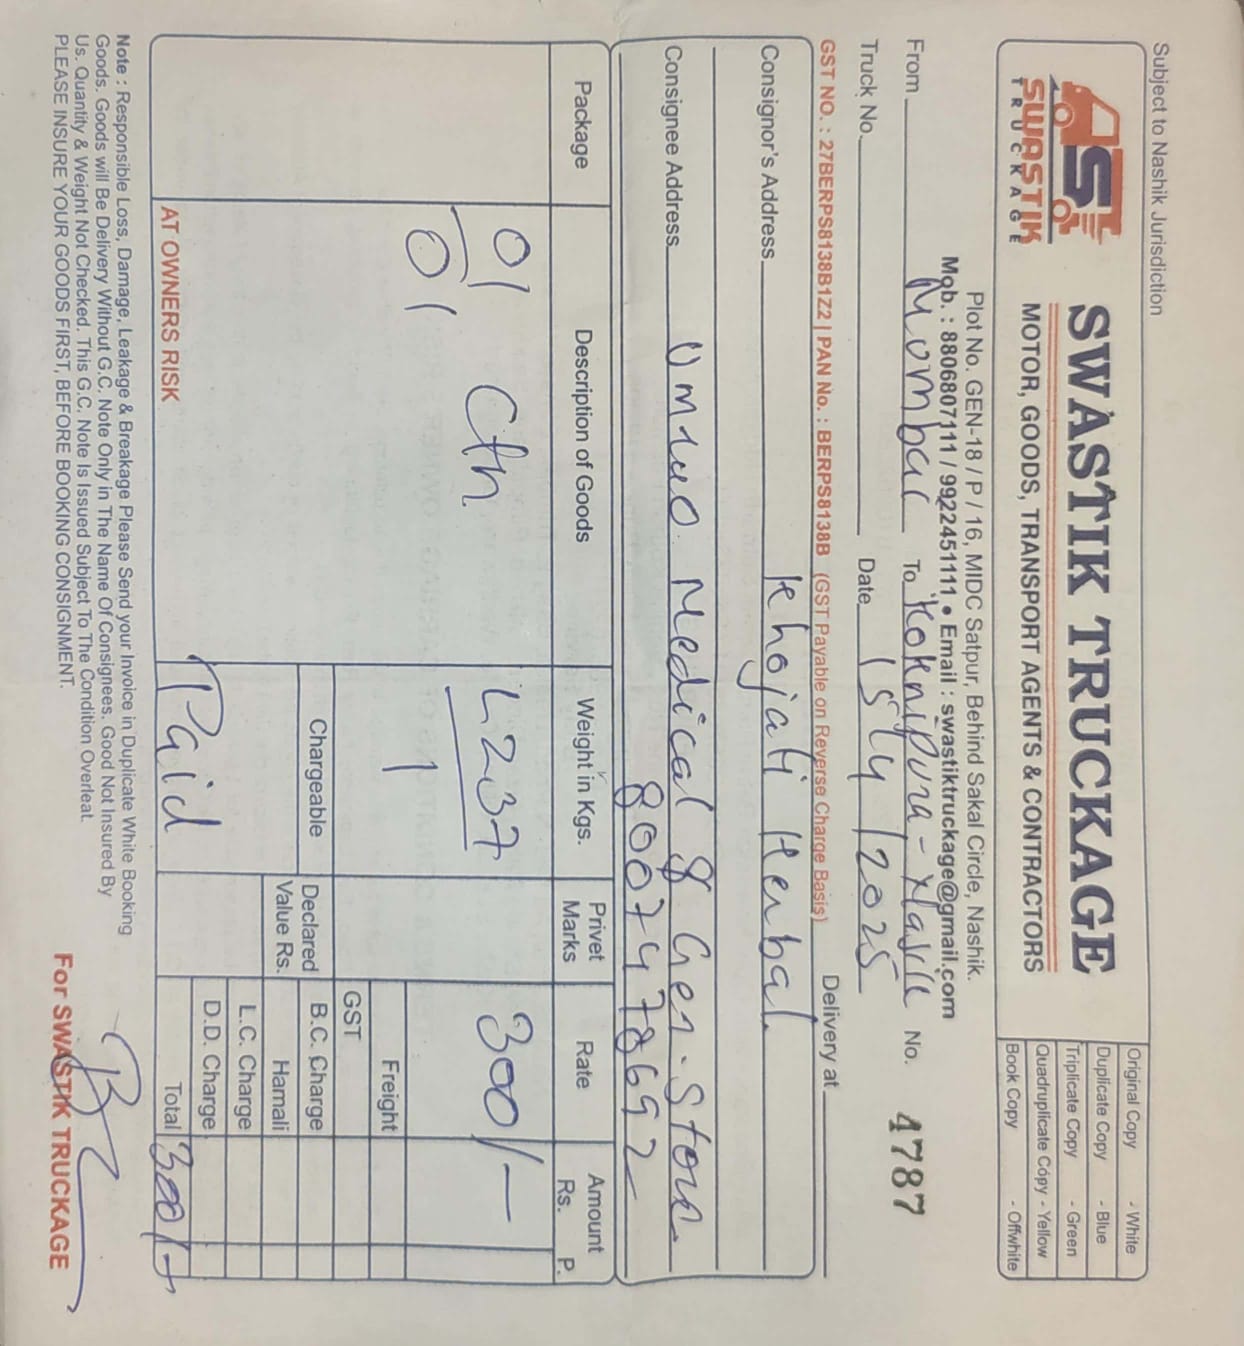 Subject to Nashik Jurisdiction
SWASTIK
TRUCKAGE
SWASTIK TRUCKAGE
MOTOR, GOODS, TRANSPORT AGENTS & CONTRACTORS
Plot No. GEN-18 / P / 16, MIDC Satpur, Behind Sakal Circle, Nashik.
Mob. : 8806807111 / 9922451111 • Email : swastiktruckage@gmail.com
Original Copy - White
Duplicate Copy - Blue
Triplicate Copy - Green
Quadruplicate Copy - Yellow
Book Copy - Offwhite
From Mumbai To Koknipura - No. 4787
Truck No. Date 15/4/2025
GST NO. : 27BERPS8138B1Z2 | PAN No. : BERPS8138B (GST Payable on Reverse Charge Basis) Delivery at
Consignor's Address Khojati Herbal.
Consignee Address Medical & Gen. Store
8007478692
Package Description of Goods Weight in Kgs. Privet Marks Rate Amount Rs. P.
01 Ctn L237 300/-
01 1
Freight
GST
Chargeable Declared Value Rs. B.C. Charge
Hamali
L.C. Charge
D.D. Charge
AT OWNERS RISK Paid Total 300/-
Note : Responsible Loss, Damage, Leakage & Breakage Please Send your Invoice in Duplicate White Booking
Goods. Goods will Be Delivery Without G.C. Note Only in The Name Of Consignees. Good Not Insured By
Us. Quantity & Weight Not Checked. This G.C. Note Is Issued Subject To The Condition Overleat.
PLEASE INSURE YOUR GOODS FIRST, BEFORE BOOKING CONSIGNMENT.
For SWASTIK TRUCKAGE